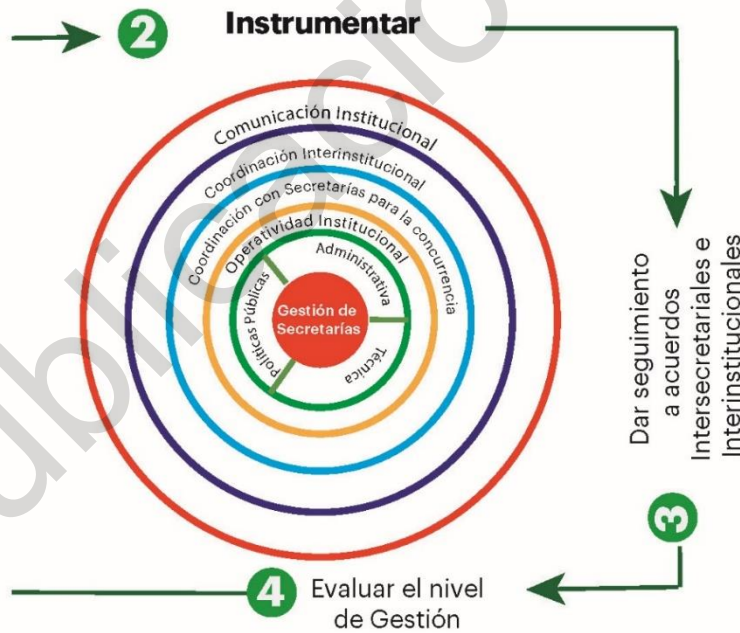 2 Instrumentar
Comunicación Institucional
Coordinación Interinstitucional
Coordinación con Secretarías para la concurrencia
Operatividad Institucional
Políticas Públicas
Administrativa
Técnica
Gestión de
Secretarías
Dar seguimiento
a acuerdos
Intersecretariales e
Interinstitucionales
3
4 Evaluar el nivel
de Gestión